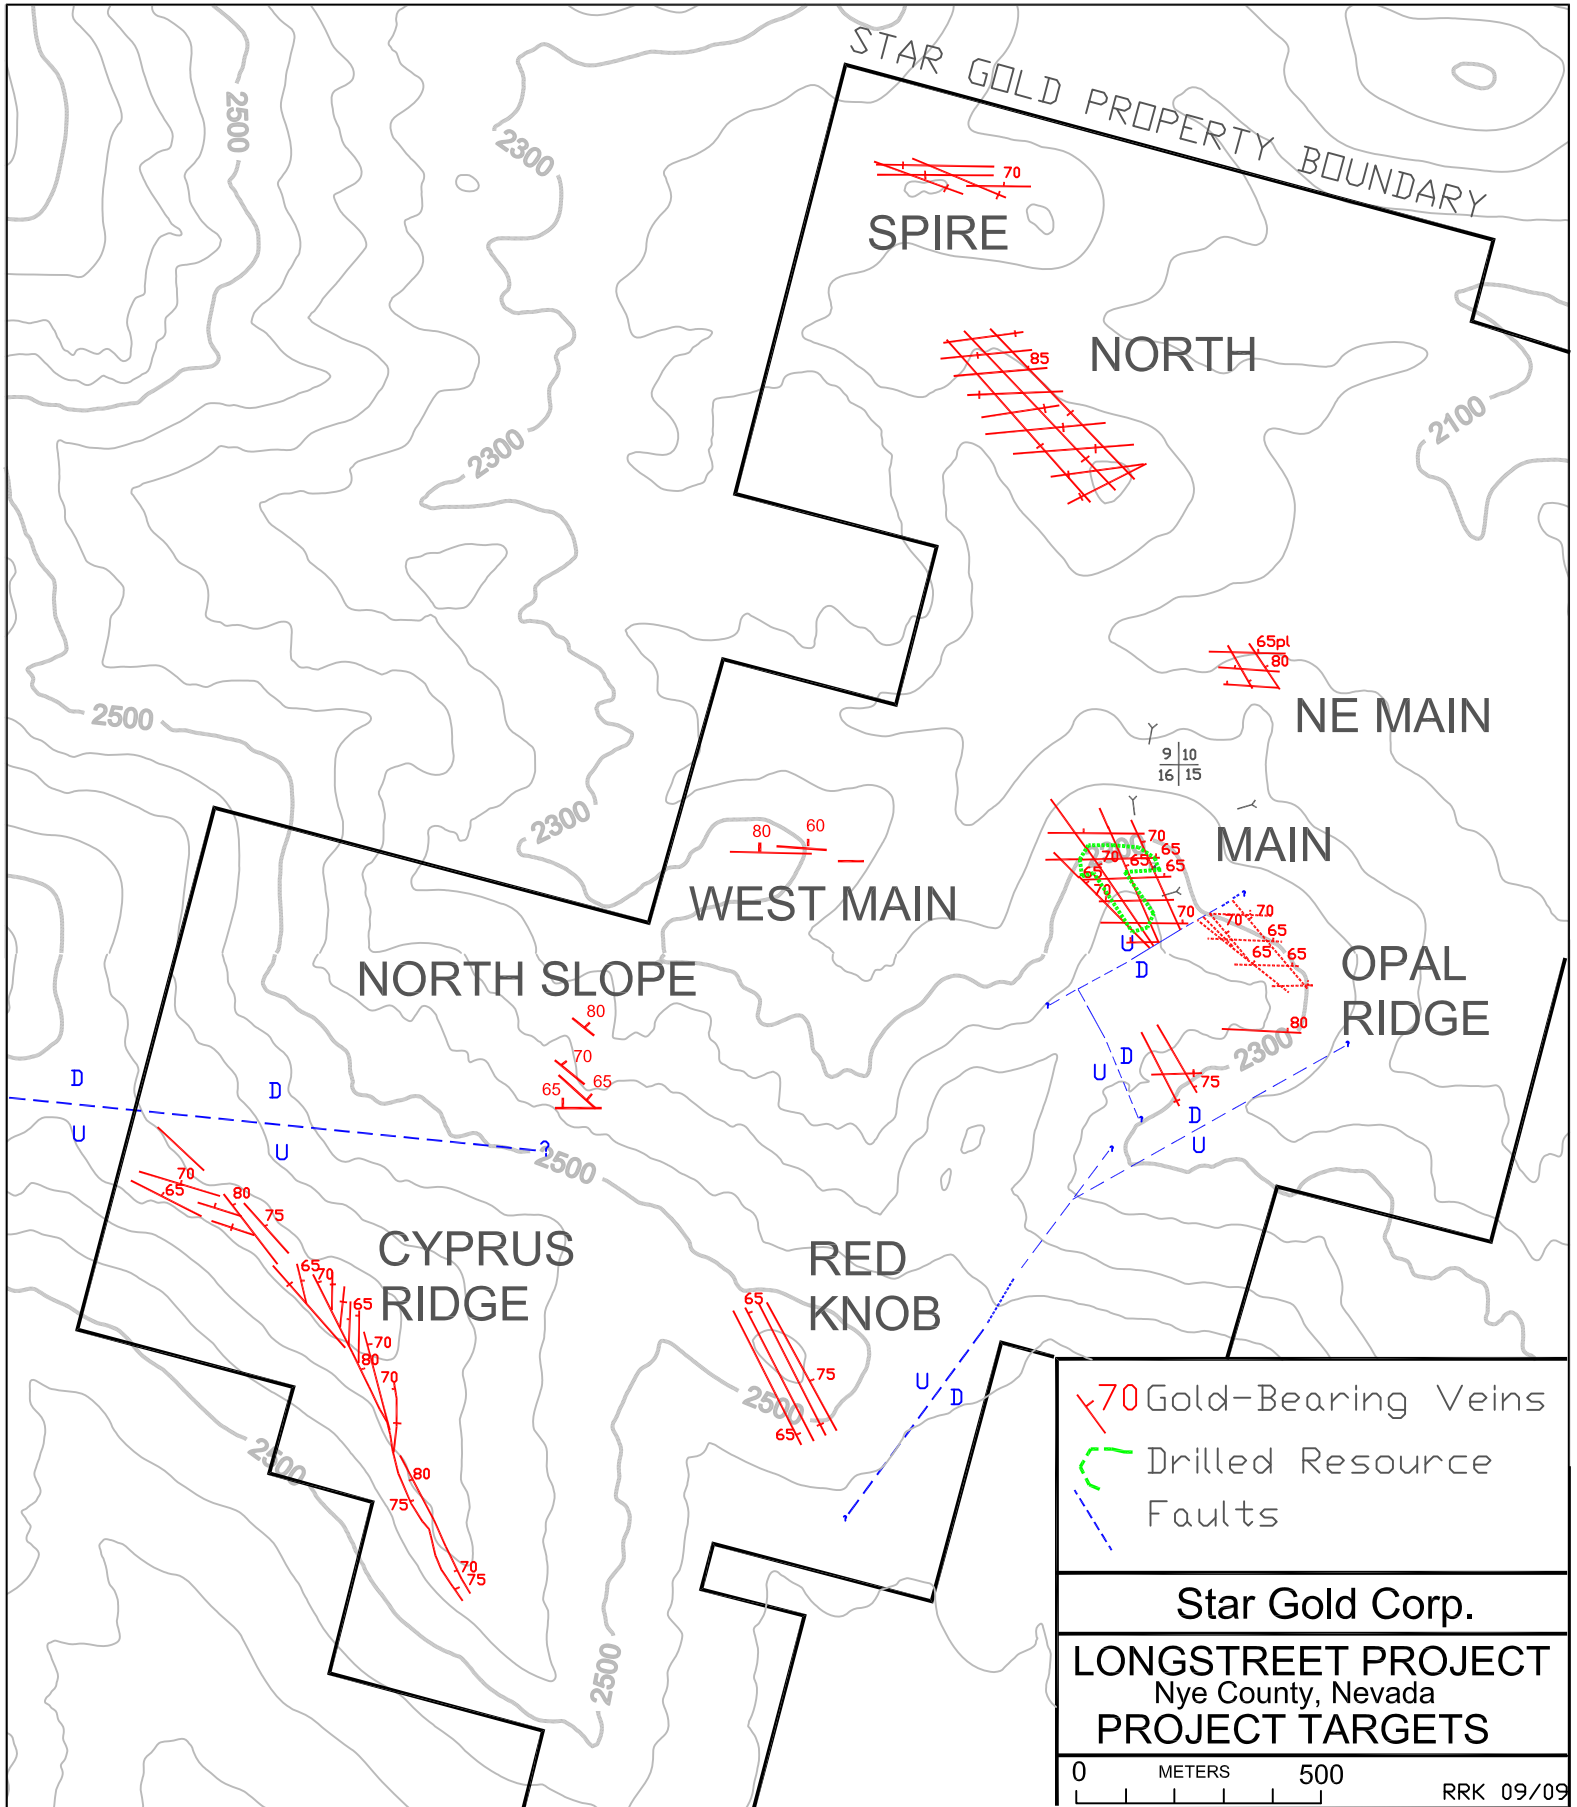 STAR GOLD PROPERTY BOUNDARY
2500
2300
70
SPIRE
85
NORTH
2100
2300
65pl
80
NE MAIN
2500
9 10
16 15
2300
80
60
WEST MAIN
70
MAIN
65
70
65
65
65
70
70
70
70
65
65
65
U
D
OPAL
RIDGE
80
2300
NORTH SLOPE
80
70
65
65
D
U
75
D
U
D
D
U
U
?
2500
70
65
80
75
CYPRUS
RIDGE
65
70
65
70
80
70
80
75
70
75
RED
KNOB
65
75
65
2500
U
D
2500
2500
70 Gold-Bearing Veins
Drilled Resource
Faults
Star Gold Corp.
LONGSTREET PROJECT
Nye County, Nevada
PROJECT TARGETS
0 METERS 500
RRK 09/09